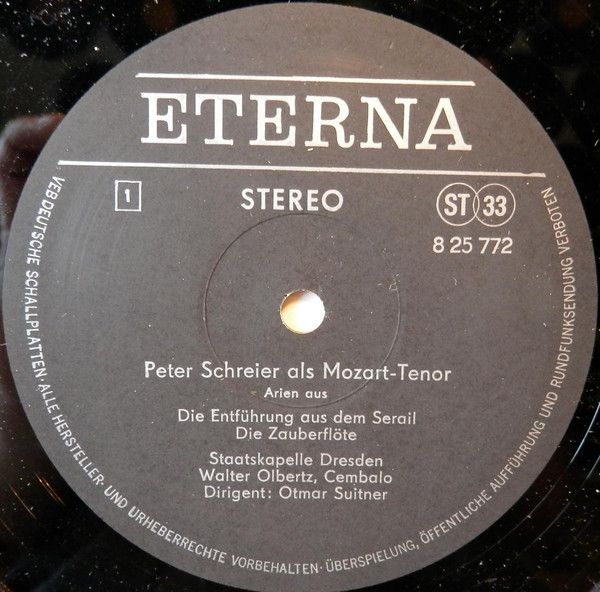 ETERNA
1
STEREO
ST 33
8 25 772
Peter Schreier als Mozart-Tenor
Arien aus
Die Entführung aus dem Serail
Die Zauberflöte
Staatskapelle Dresden
Walter Olbertz, Cembalo
Dirigent: Otmar Suitner
VEB DEUTSCHE SCHALLPLATTEN · ALLE HERSTELLER- UND URHEBERRECHTE VORBEHALTEN · ÜBERSPIELUNG, ÖFFENTLICHE AUFFÜHRUNG UND RUNDFUNKSENDUNG VERBOTEN